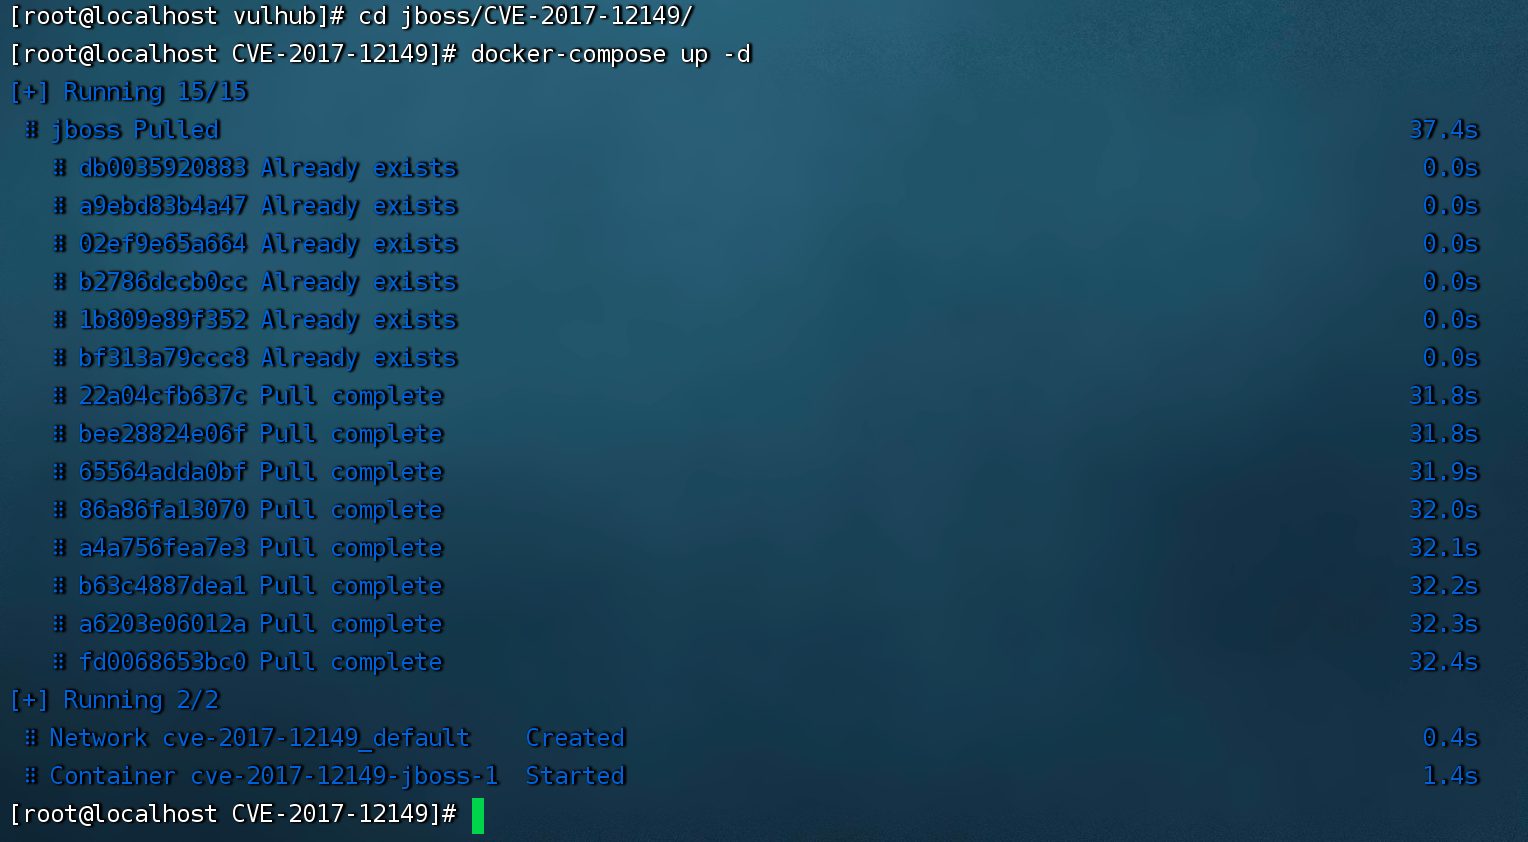 [root@localhost vulhub]# cd jboss/CVE-2017-12149/
[root@localhost CVE-2017-12149]# docker-compose up -d
[+] Running 15/15
⠿ jboss Pulled 37.4s
⠿ db0035920883 Already exists 0.0s
⠿ a9ebd83b4a47 Already exists 0.0s
⠿ 02ef9e65a664 Already exists 0.0s
⠿ b2786dccb0cc Already exists 0.0s
⠿ 1b809e89f352 Already exists 0.0s
⠿ bf313a79ccc8 Already exists 0.0s
⠿ 22a04cfb637c Pull complete 31.8s
⠿ bee28824e06f Pull complete 31.8s
⠿ 65564adda0bf Pull complete 31.9s
⠿ 86a86fa13070 Pull complete 32.0s
⠿ a4a756fea7e3 Pull complete 32.1s
⠿ b63c4887dea1 Pull complete 32.2s
⠿ a6203e06012a Pull complete 32.3s
⠿ fd0068653bc0 Pull complete 32.4s
[+] Running 2/2
⠿ Network cve-2017-12149_default Created 0.4s
⠿ Container cve-2017-12149-jboss-1 Started 1.4s
[root@localhost CVE-2017-12149]#